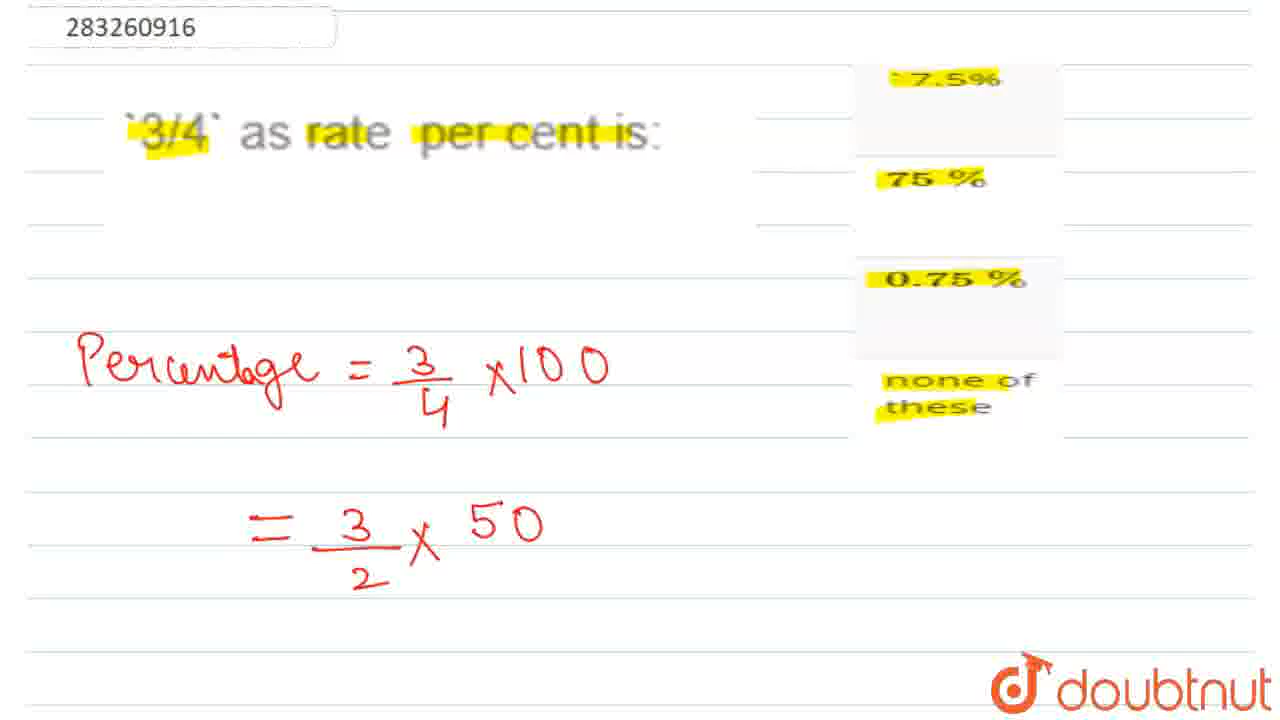 283260916
`3/4` as rate per cent is:
`7.5%
75 %
0.75 %
none of
these
Percentage = 3/4 × 100
= 3/2 × 50
doubtnut